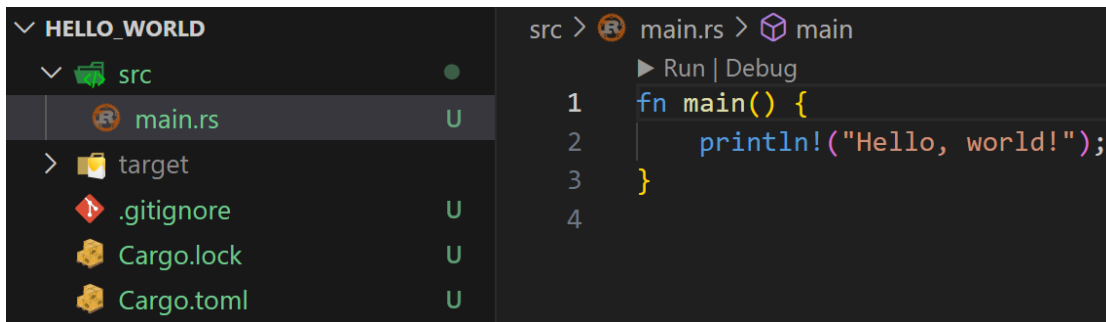 HELLO_WORLD
src
main.rs U
target
.gitignore U
Cargo.lock U
Cargo.toml U
src > main.rs > main
Run | Debug
1 fn main() {
2 println!("Hello, world!");
3 }
4